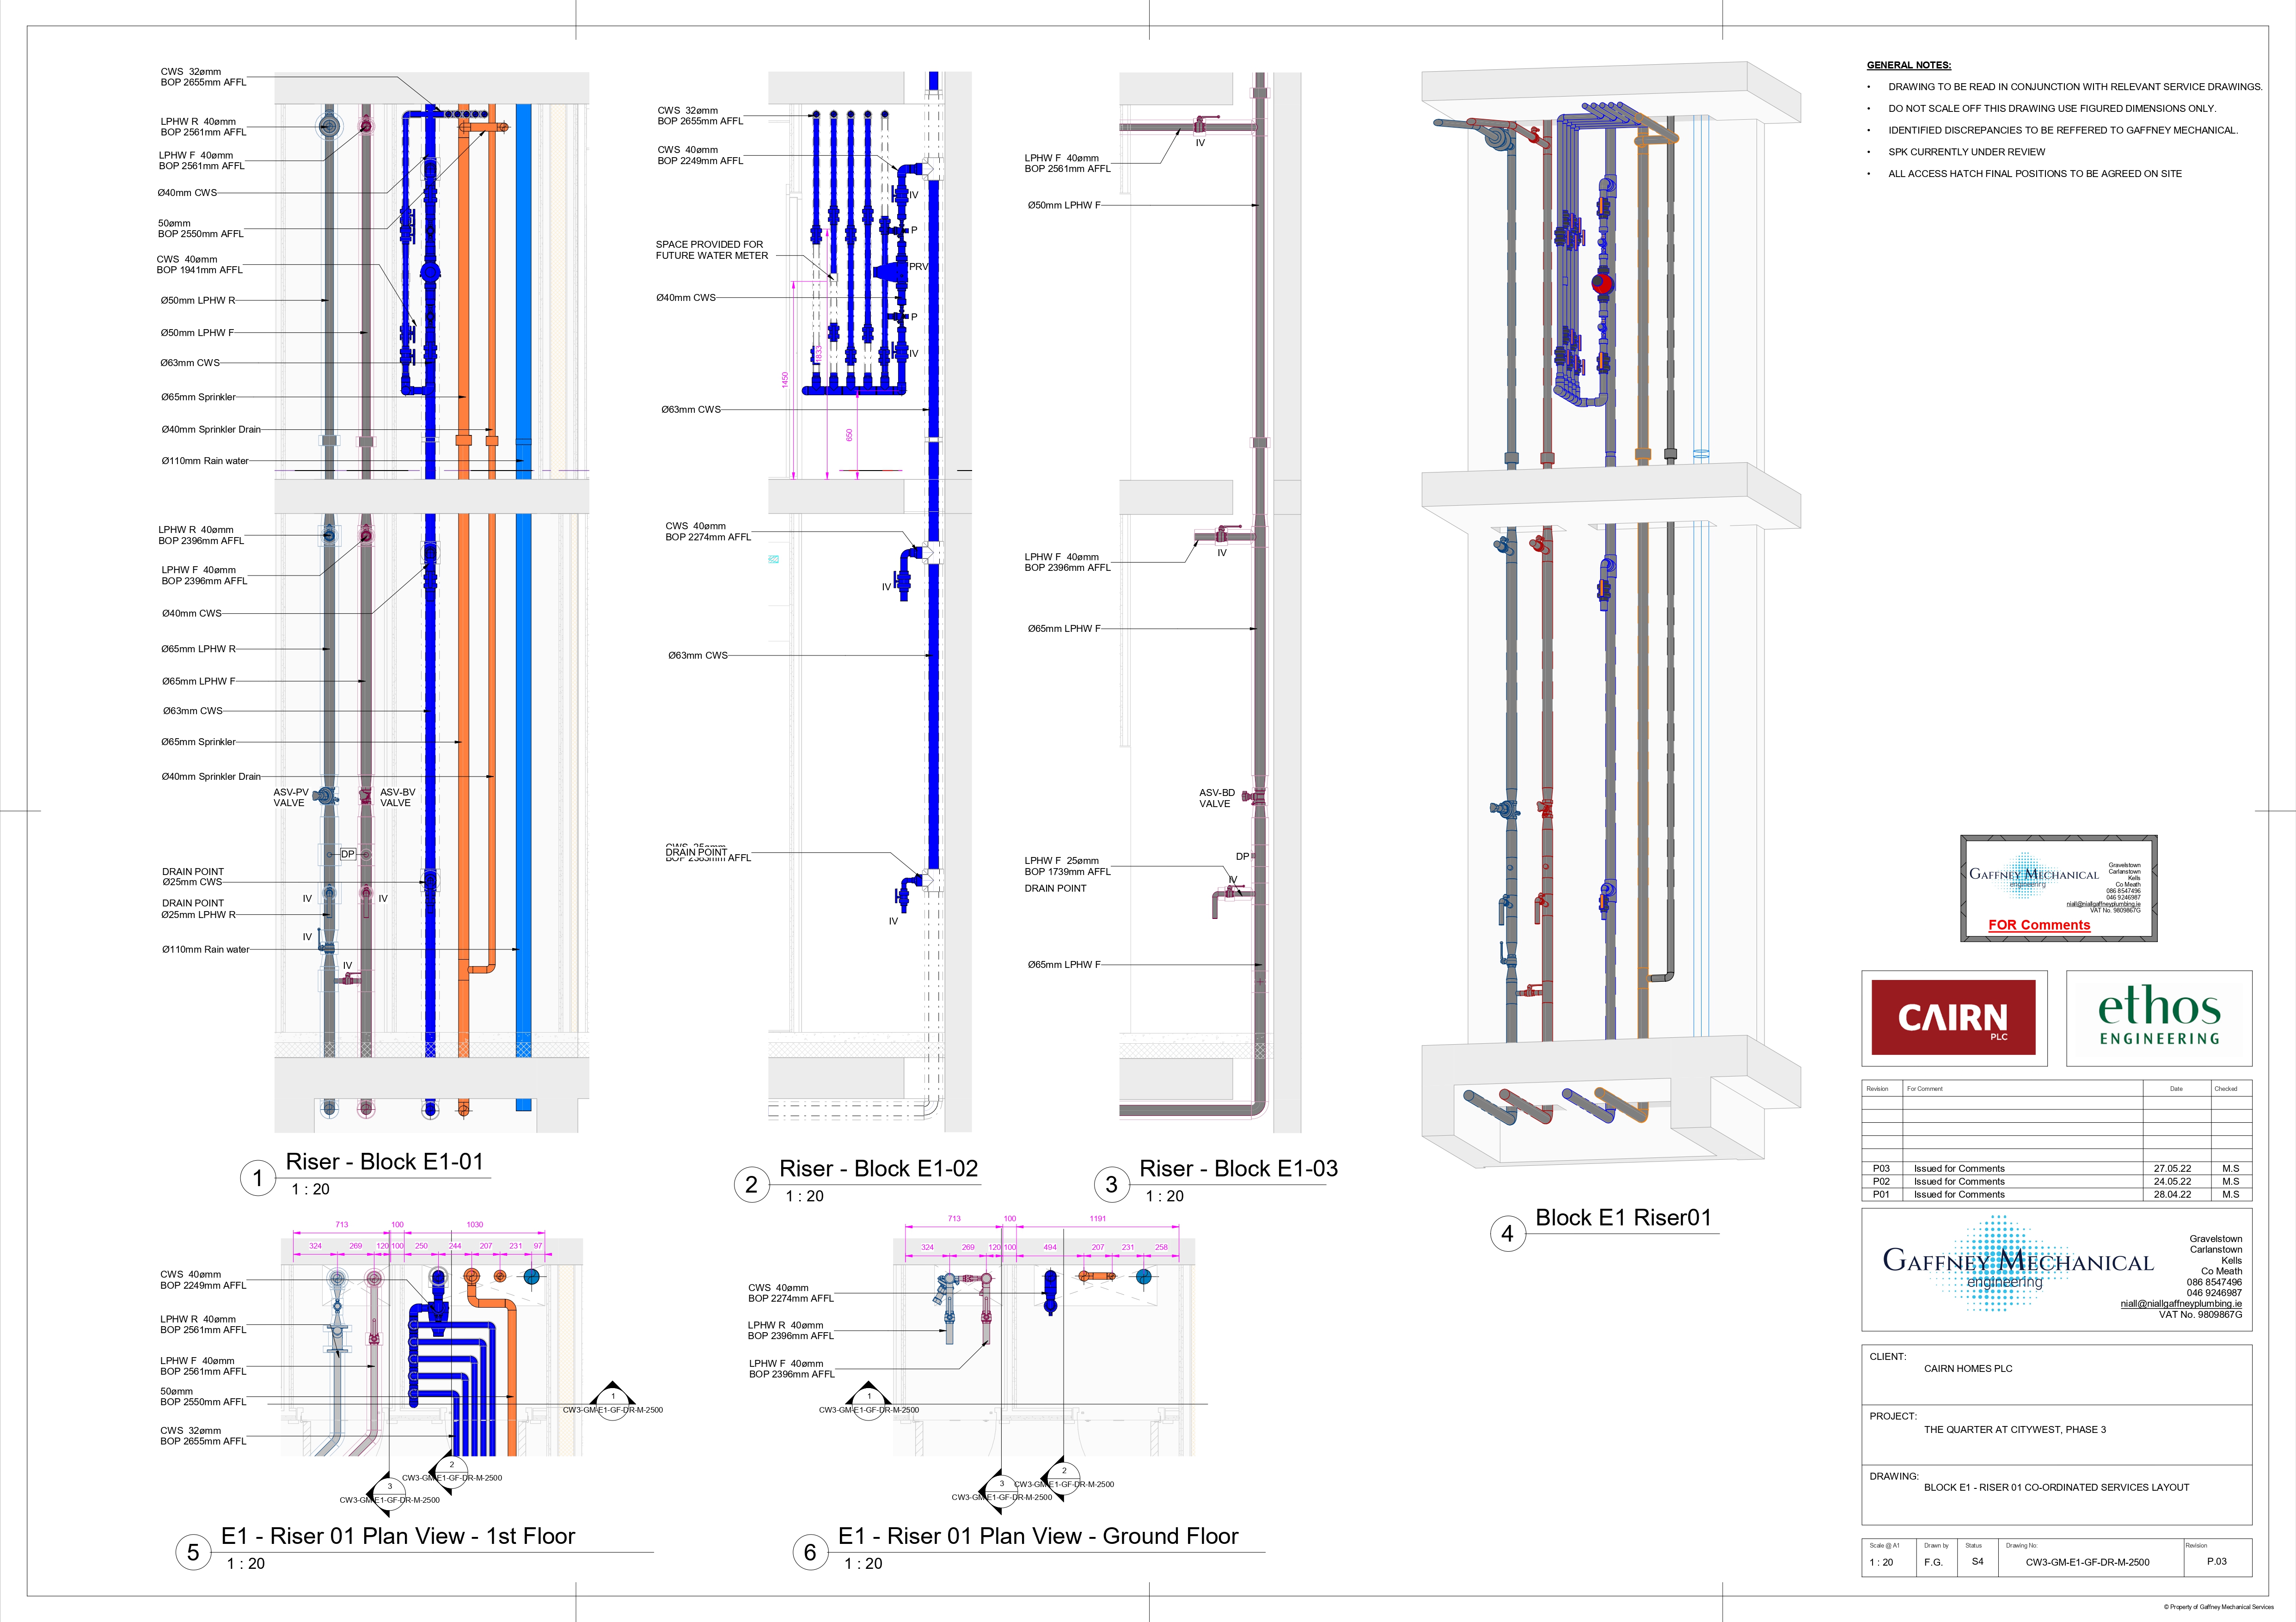 CWS 32ømm
BOP 2655mm AFFL
LPHW R 40ømm
BOP 2561mm AFFL
LPHW F 40ømm
BOP 2561mm AFFL
Ø40mm CWS
50ømm
BOP 2550mm AFFL
CWS 40ømm
BOP 1941mm AFFL
Ø50mm LPHW R
Ø50mm LPHW F
Ø63mm CWS
Ø65mm Sprinkler
Ø40mm Sprinkler Drain
Ø110mm Rain water
LPHW R 40ømm
BOP 2396mm AFFL
LPHW F 40ømm
BOP 2396mm AFFL
Ø40mm CWS
Ø65mm LPHW R
Ø65mm LPHW F
Ø63mm CWS
Ø65mm Sprinkler
Ø40mm Sprinkler Drain
ASV-PV
VALVE
ASV-BV
VALVE
DP
DRAIN POINT
Ø25mm CWS
IV
IV
DRAIN POINT
Ø25mm LPHW R
IV
Ø110mm Rain water
IV
1
Riser - Block E1-01
1 : 20
CWS 32ømm
BOP 2655mm AFFL
CWS 40ømm
BOP 2249mm AFFL
IV
P
SPACE PROVIDED FOR
FUTURE WATER METER
PRV
Ø40mm CWS
P
IV
1833
1450
650
Ø63mm CWS
CWS 40ømm
BOP 2274mm AFFL
IV
Ø63mm CWS
DRAIN POINT
AFFL
IV
2
Riser - Block E1-02
1 : 20
IV
LPHW F 40ømm
BOP 2561mm AFFL
Ø50mm LPHW F
IV
LPHW F 40ømm
BOP 2396mm AFFL
Ø65mm LPHW F
ASV-BD
VALVE
DP
LPHW F 25ømm
BOP 1739mm AFFL
IV
DRAIN POINT
Ø65mm LPHW F
3
Riser - Block E1-03
1 : 20
4
Block E1 Riser01
713
100
1030
324
269
120
100
250
244
207
231
97
CWS 40ømm
BOP 2249mm AFFL
LPHW R 40ømm
BOP 2561mm AFFL
LPHW F 40ømm
BOP 2561mm AFFL
50ømm
BOP 2550mm AFFL
CWS 32ømm
BOP 2655mm AFFL
1
CW3-GM-E1-GF-DR-M-2500
2
CW3-GM-E1-GF-DR-M-2500
3
CW3-GM-E1-GF-DR-M-2500
5
E1 - Riser 01 Plan View - 1st Floor
1 : 20
713
100
1191
324
269
120
100
494
207
231
258
CWS 40ømm
BOP 2274mm AFFL
LPHW R 40ømm
BOP 2396mm AFFL
LPHW F 40ømm
BOP 2396mm AFFL
1
CW3-GM-E1-GF-DR-M-2500
2
CW3-GM-E1-GF-DR-M-2500
3
CW3-GM-E1-GF-DR-M-2500
6
E1 - Riser 01 Plan View - Ground Floor
1 : 20
GENERAL NOTES:
• DRAWING TO BE READ IN CONJUNCTION WITH RELEVANT SERVICE DRAWINGS.
• DO NOT SCALE OFF THIS DRAWING USE FIGURED DIMENSIONS ONLY.
• IDENTIFIED DISCREPANCIES TO BE REFFERED TO GAFFNEY MECHANICAL.
• SPK CURRENTLY UNDER REVIEW
• ALL ACCESS HATCH FINAL POSITIONS TO BE AGREED ON SITE
GAFFNEY MECHANICAL
engineering
Gravelstown
Carlanstown
Kells
Co Meath
086 8547496
046 9246987
niall@niallgaffneyplumbing.ie
VAT No. 9809867G
FOR Comments
CAIRN
PLC
ethos
ENGINEERING
Revision For Comment Date Checked
P03 Issued for Comments 27.05.22 M.S
P02 Issued for Comments 24.05.22 M.S
P01 Issued for Comments 28.04.22 M.S
GAFFNEY MECHANICAL
engineering
Gravelstown
Carlanstown
Kells
Co Meath
086 8547496
046 9246987
niall@niallgaffneyplumbing.ie
VAT No. 9809867G
CLIENT:
CAIRN HOMES PLC
PROJECT:
THE QUARTER AT CITYWEST, PHASE 3
DRAWING:
BLOCK E1 - RISER 01 CO-ORDINATED SERVICES LAYOUT
Scale @ A1 Drawn by Status Drawing No: Revision
1 : 20 F.G. S4 CW3-GM-E1-GF-DR-M-2500 P.03
© Property of Gaffney Mechanical Services